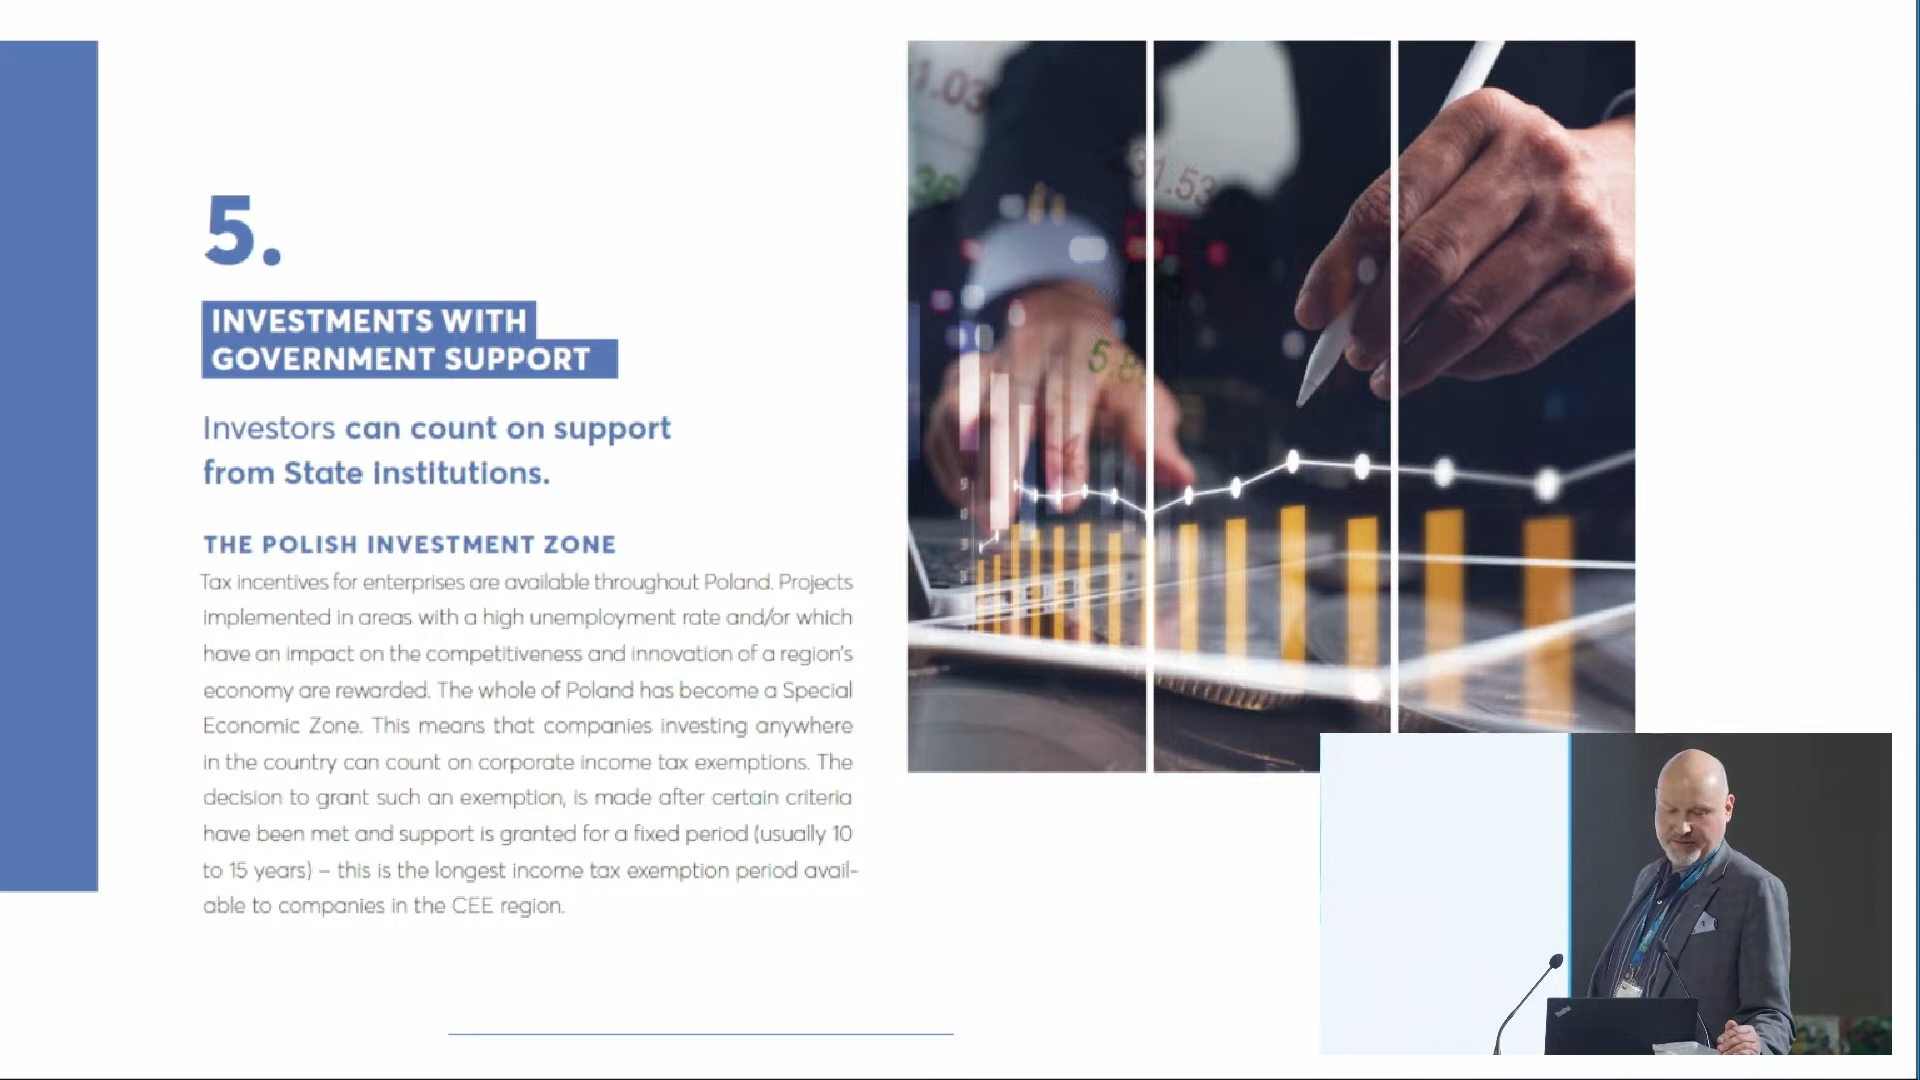 5.
INVESTMENTS WITH
GOVERNMENT SUPPORT
Investors can count on support
from State institutions.
THE POLISH INVESTMENT ZONE
Tax incentives for enterprises are available throughout Poland. Projects
implemented in areas with a high unemployment rate and/or which
have an impact on the competitiveness and innovation of a region's
economy are rewarded. The whole of Poland has become a Special
Economic Zone. This means that companies investing anywhere
in the country can count on corporate income tax exemptions. The
decision to grant such an exemption, is made after certain criteria
have been met and support is granted for a fixed period (usually 10
to 15 years) – this is the longest income tax exemption period avail-
able to companies in the CEE region.
1.03
36
31.53
ThinkPad